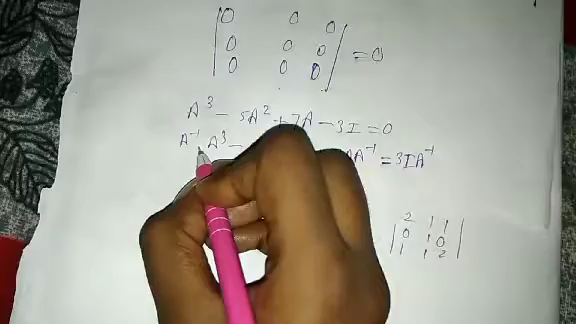 |0 0 0|
|0 0 0| = 0
|0 0 0|
A³ - 5A² + 7A - 3I = 0
A⁻¹ A³ - AA⁻¹ = 3IA⁻¹
|2 1 1|
|0 1 0|
|1 1 2|